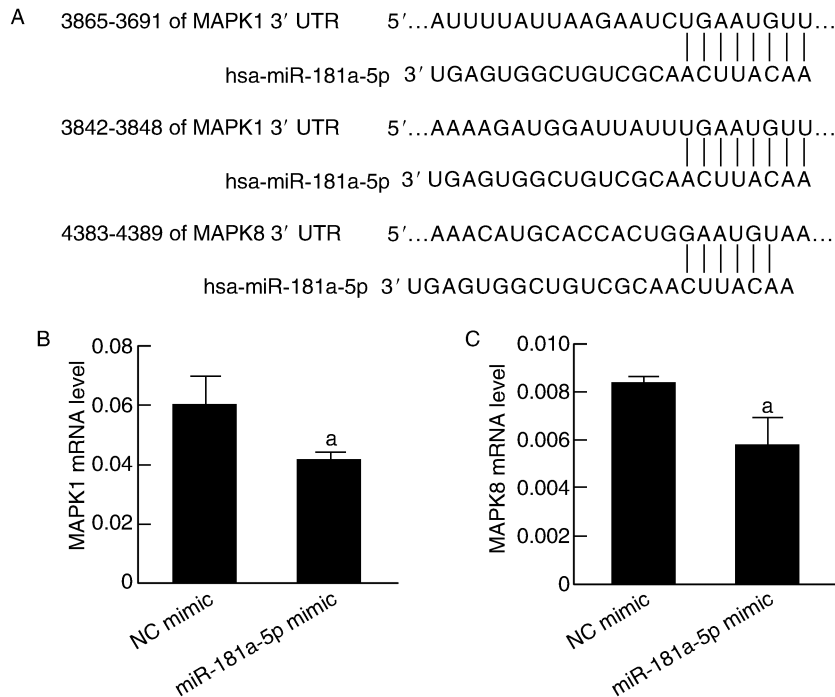 A
3865-3691 of MAPK1 3′ UTR 5′...AUUUUAUUAAGAAUCUGAAUGUU...
hsa-miR-181a-5p 3′ UGAGUGGCUGUCGCAACUUACAA
3842-3848 of MAPK1 3′ UTR 5′...AAAAGAUGGAUUAUUUGAAUGUU...
hsa-miR-181a-5p 3′ UGAGUGGCUGUCGCAACUUACAA
4383-4389 of MAPK8 3′ UTR 5′...AAACAUGCACCACUGGAAUGUAA...
hsa-miR-181a-5p 3′ UGAGUGGCUGUCGCAACUUACAA
B
MAPK1 mRNA level
0.08
0.06
0.04
0.02
0
a
NC mimic
miR-181a-5p mimic
C
MAPK8 mRNA level
0.010
0.008
0.006
0.004
0.002
0
a
NC mimic
miR-181a-5p mimic